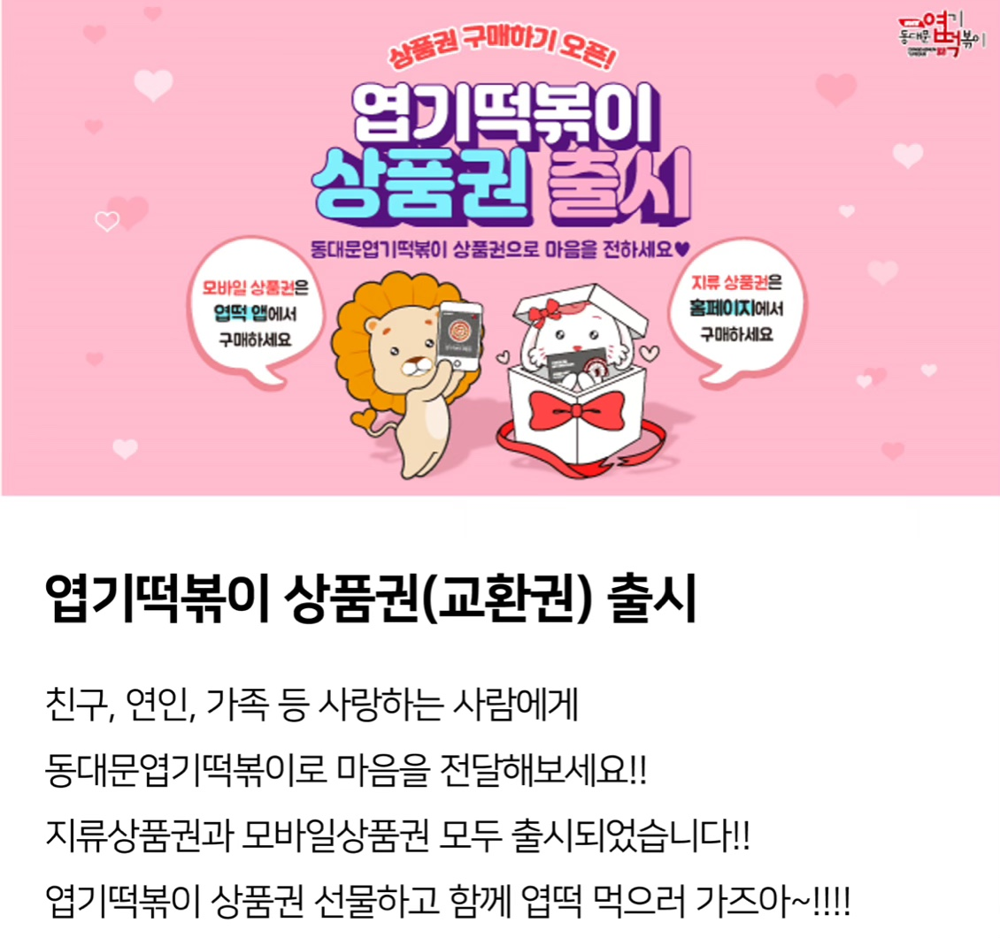 상품권 구매하기 오픈!
동대문 엽기떡볶이
엽기떡볶이
상품권 출시
동대문엽기떡볶이 상품권으로 마음을 전하세요♥
모바일 상품권은
엽떡 앱에서
구매하세요
지류 상품권은
홈페이지에서
구매하세요
엽기떡볶이 상품권(교환권) 출시
친구, 연인, 가족 등 사랑하는 사람에게
동대문엽기떡볶이로 마음을 전달해보세요!!
지류상품권과 모바일상품권 모두 출시되었습니다!!
엽기떡볶이 상품권 선물하고 함께 엽떡 먹으러 가즈아~!!!!